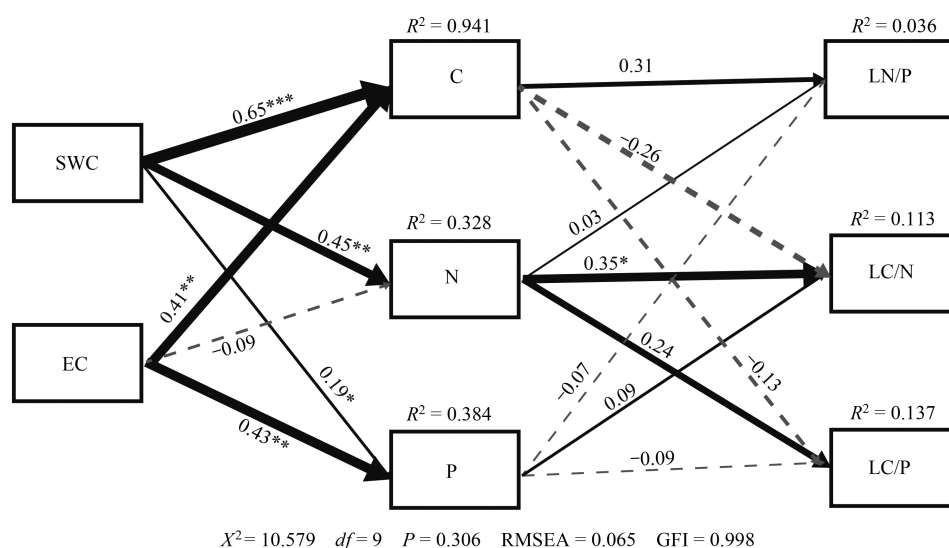 R² = 0.941
R² = 0.036
C
0.31
LN/P
0.65***
SWC
−0.26
R² = 0.328
R² = 0.113
0.03
0.45**
N
0.35*
LC/N
0.41**
EC
−0.09
0.24
0.19*
−0.07
0.09
−0.13
R² = 0.384
R² = 0.137
0.43**
P
−0.09
LC/P
X² = 10.579 df = 9 P = 0.306 RMSEA = 0.065 GFI = 0.998